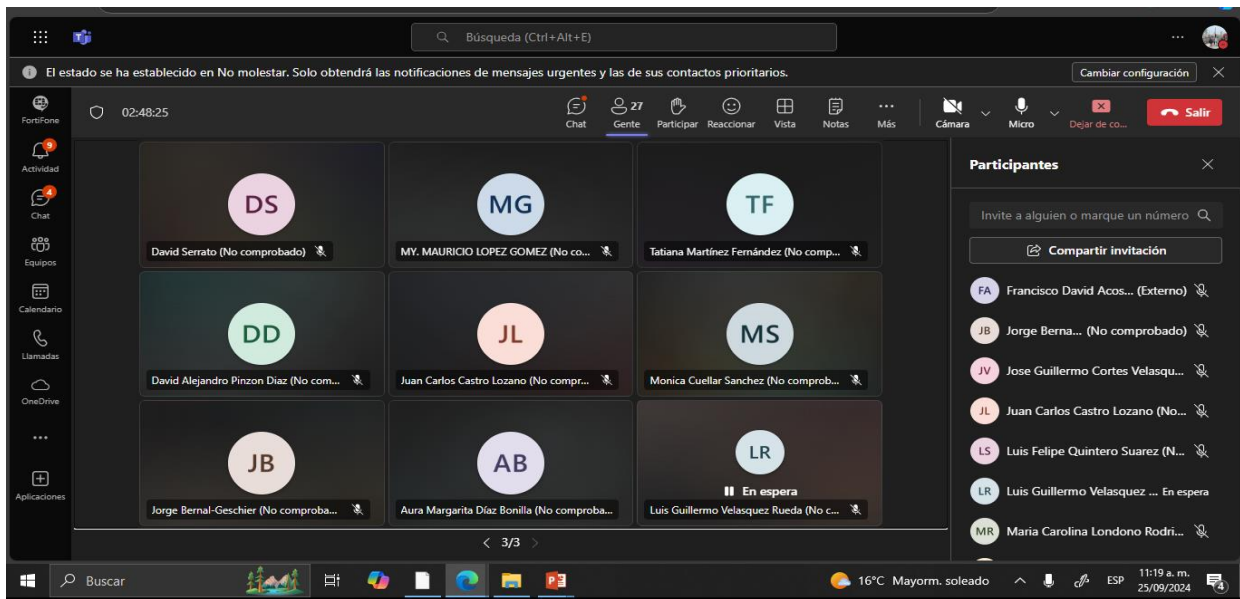 Búsqueda (Ctrl+Alt+E)
El estado se ha establecido en No molestar. Solo obtendrá las notificaciones de mensajes urgentes y las de sus contactos prioritarios.
Cambiar configuración
FortiFone
02:48:25
Chat
27
Gente
Participar
Reaccionar
Vista
Notas
Más
Cámara
Micro
Dejar de co...
Salir
9
Actividad
4
Chat
Equipos
Calendario
Llamadas
OneDrive
Aplicaciones
DS
David Serrato (No comprobado)
MG
MY. MAURICIO LOPEZ GOMEZ (No co...
TF
Tatiana Martínez Fernández (No comp...
DD
David Alejandro Pinzon Diaz (No com...
JL
Juan Carlos Castro Lozano (No compr...
MS
Monica Cuellar Sanchez (No comprob...
JB
Jorge Bernal-Geschier (No comproba...
AB
Aura Margarita Díaz Bonilla (No comproba...
LR
En espera
Luis Guillermo Velasquez Rueda (No c...
3/3
Participantes
Invite a alguien o marque un número
Compartir invitación
FA Francisco David Acos... (Externo)
JB Jorge Berna... (No comprobado)
JV Jose Guillermo Cortes Velasqu...
JL Juan Carlos Castro Lozano (No...
LS Luis Felipe Quintero Suarez (N...
LR Luis Guillermo Velasquez ... En espera
MR Maria Carolina Londono Rodri...
Buscar
16°C Mayorm. soleado
ESP
11:19 a. m.
25/09/2024
4